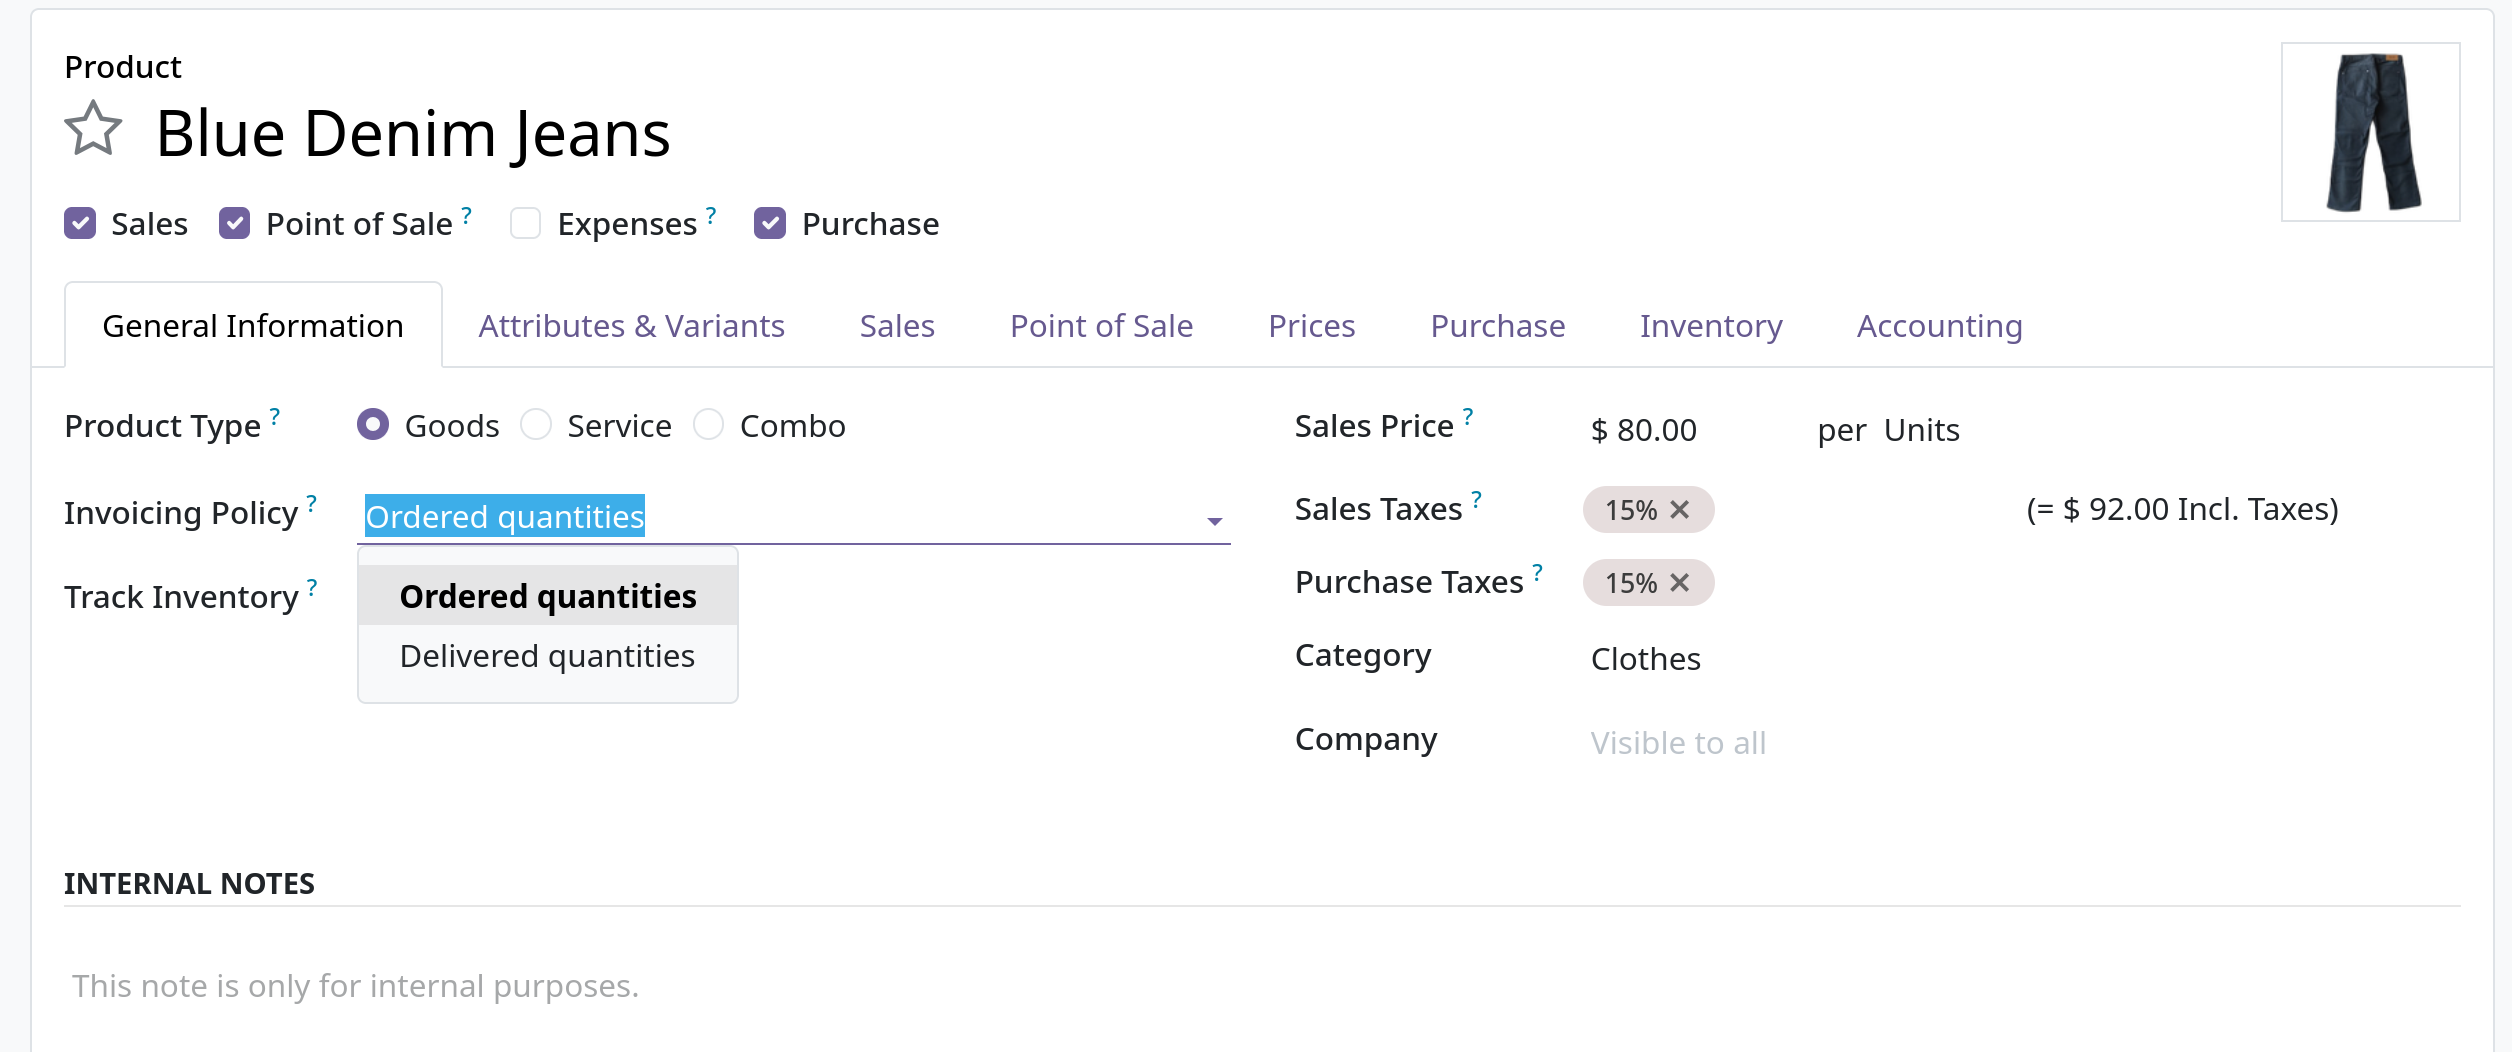 Product
Blue Denim Jeans
Sales Point of Sale ? Expenses ? Purchase
General Information Attributes & Variants Sales Point of Sale Prices Purchase Inventory Accounting
Product Type ? Goods Service Combo
Invoicing Policy ? Ordered quantities
Track Inventory ?
Ordered quantities
Delivered quantities
Sales Price ? $ 80.00 per Units
Sales Taxes ? 15% (= $ 92.00 Incl. Taxes)
Purchase Taxes ? 15%
Category Clothes
Company Visible to all
INTERNAL NOTES
This note is only for internal purposes.